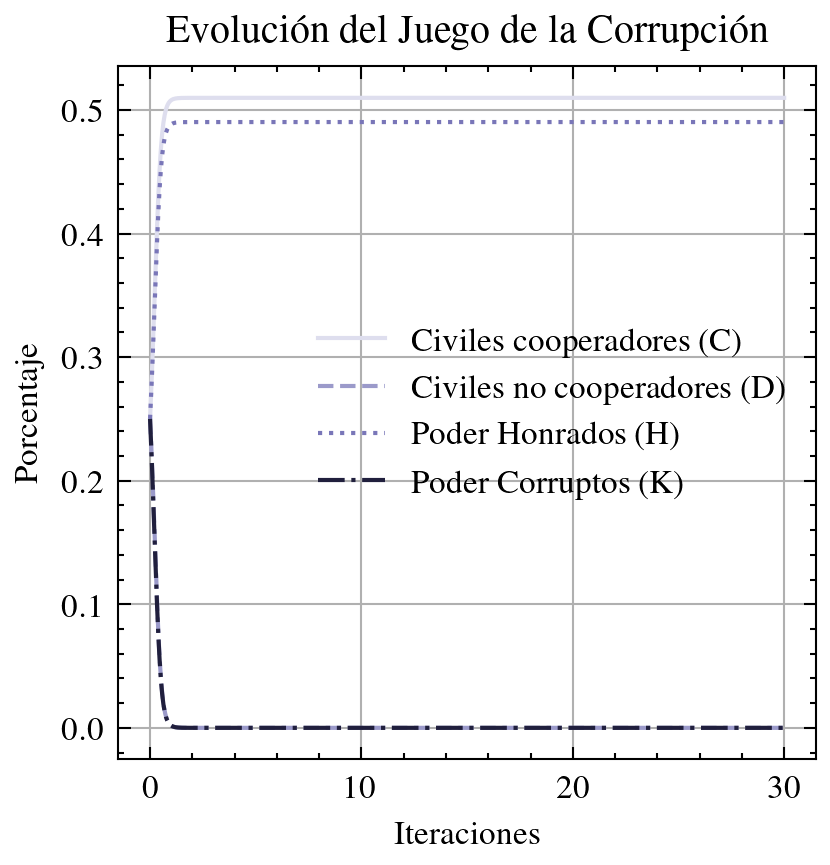 Evolución del Juego de la Corrupción
0.5
0.4
0.3
0.2
0.1
0.0
Porcentaje
Civiles cooperadores (C)
Civiles no cooperadores (D)
Poder Honrados (H)
Poder Corruptos (K)
0 10 20 30
Iteraciones